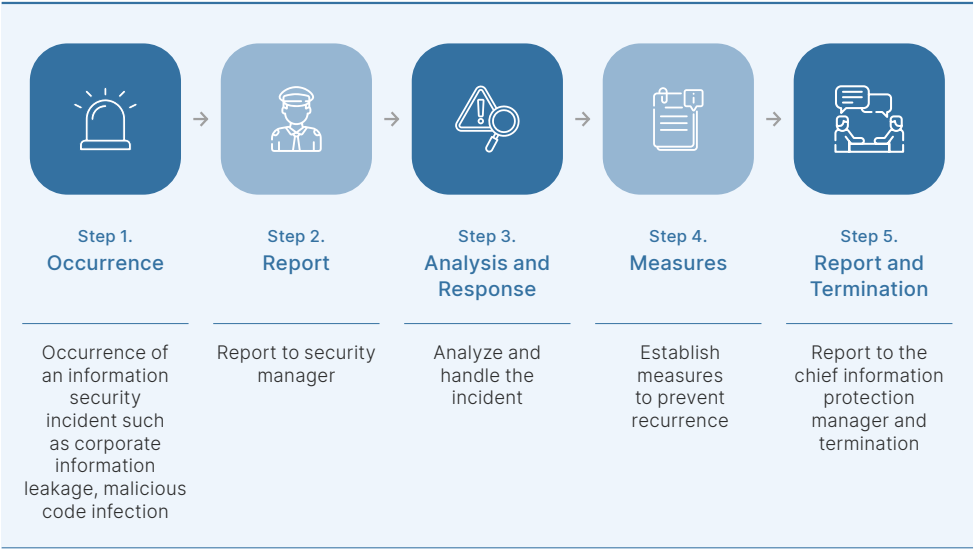 Step 1.
Occurrence
Occurrence of
an information
security
incident such
as corporate
information
leakage, malicious
code infection
Step 2.
Report
Report to security
manager
Step 3.
Analysis and
Response
Analyze and
handle the
incident
Step 4.
Measures
Establish
measures
to prevent
recurrence
Step 5.
Report and
Termination
Report to the
chief information
protection
manager and
termination